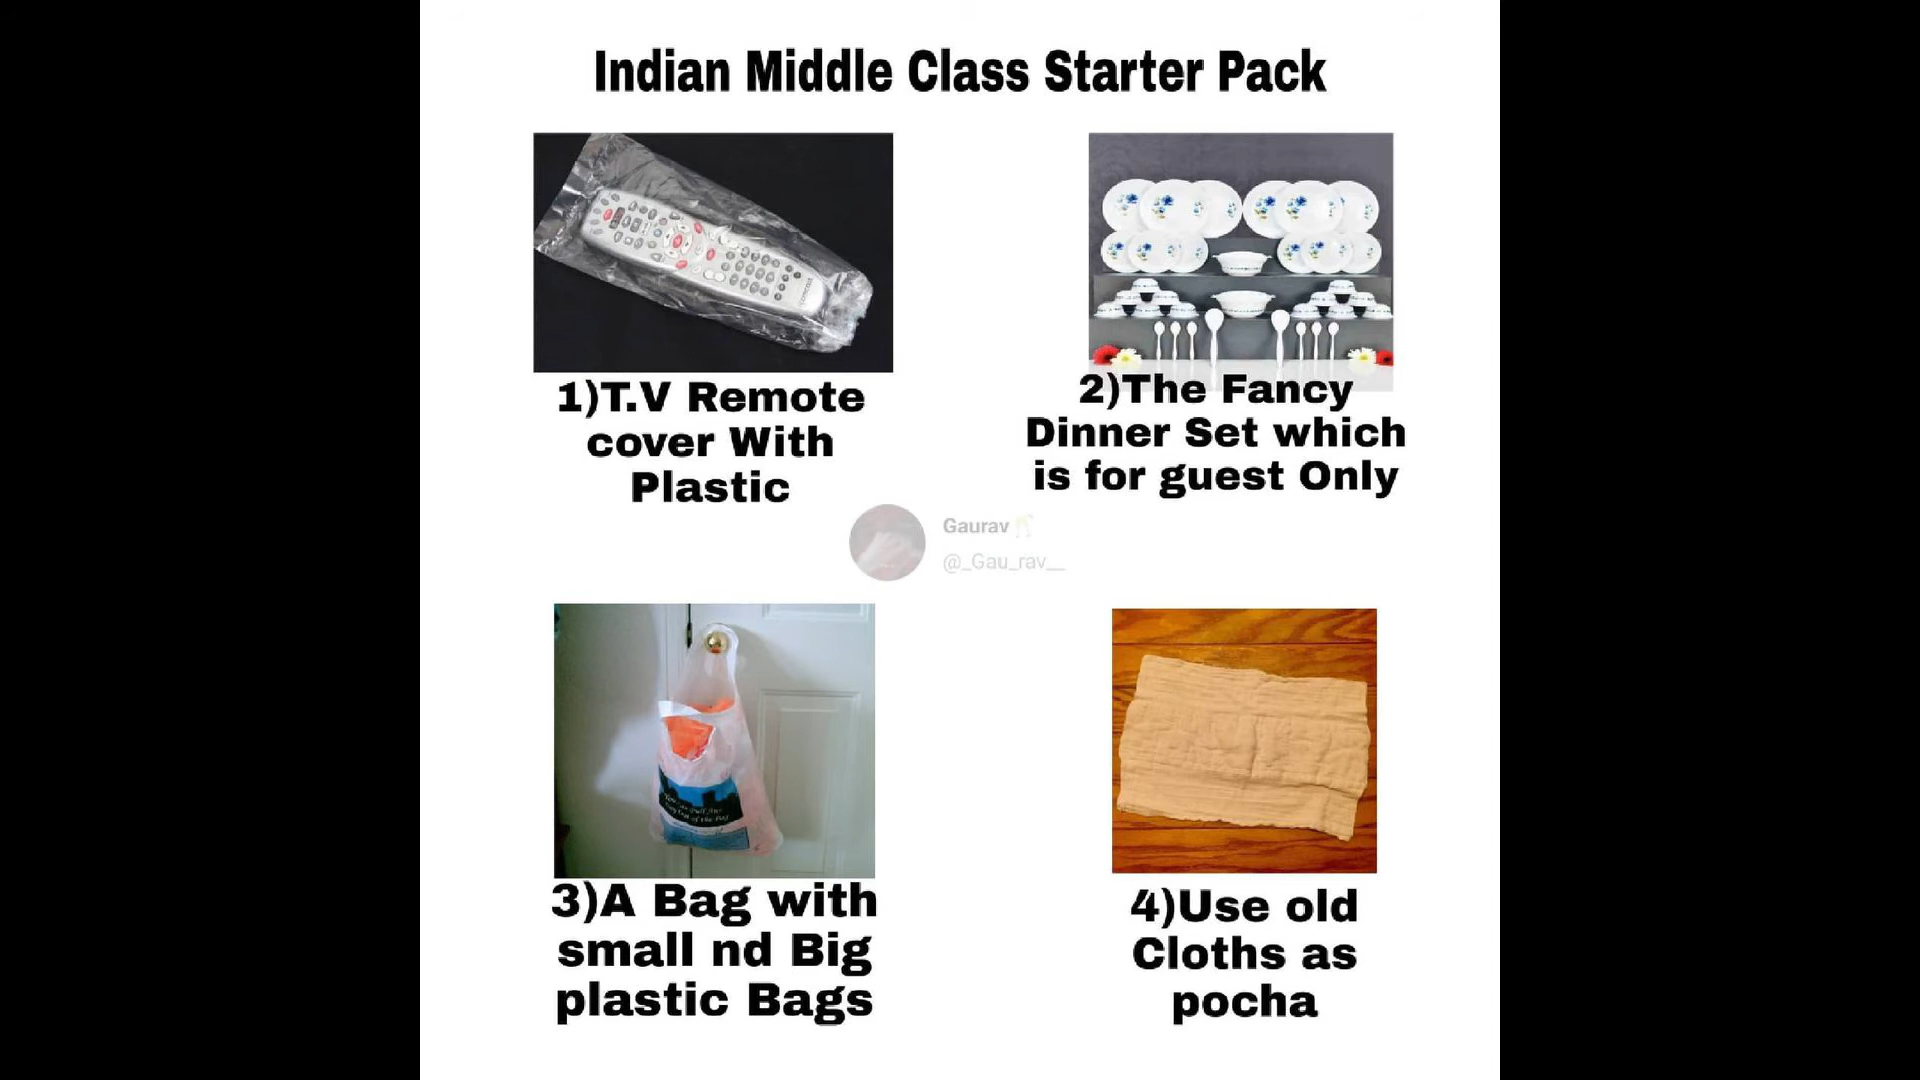 Indian Middle Class Starter Pack
1)T.V Remote
cover With
Plastic
2)The Fancy
Dinner Set which
is for guest Only
Gaurav
@_Gau_rav__
3)A Bag with
small nd Big
plastic Bags
4)Use old
Cloths as
pocha